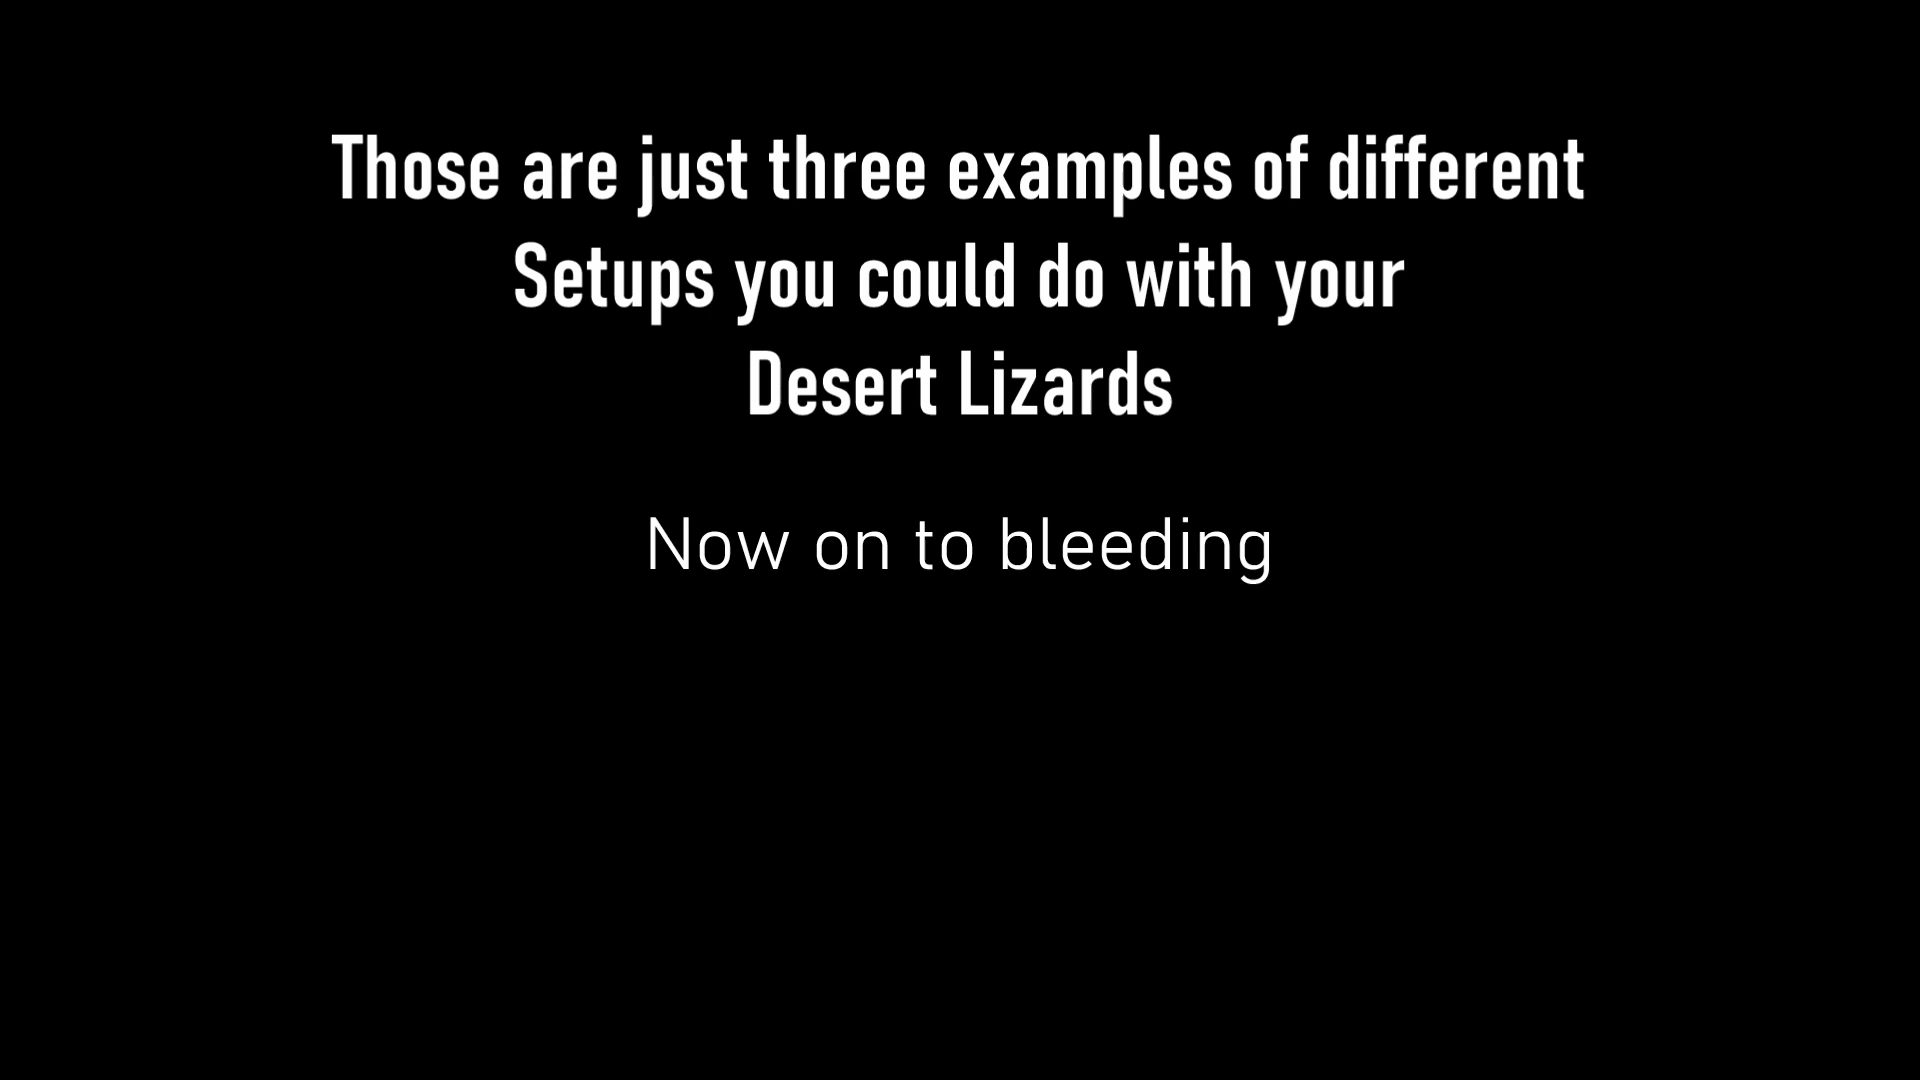 Those are just three examples of different
Setups you could do with your
Desert Lizards
Now on to bleeding